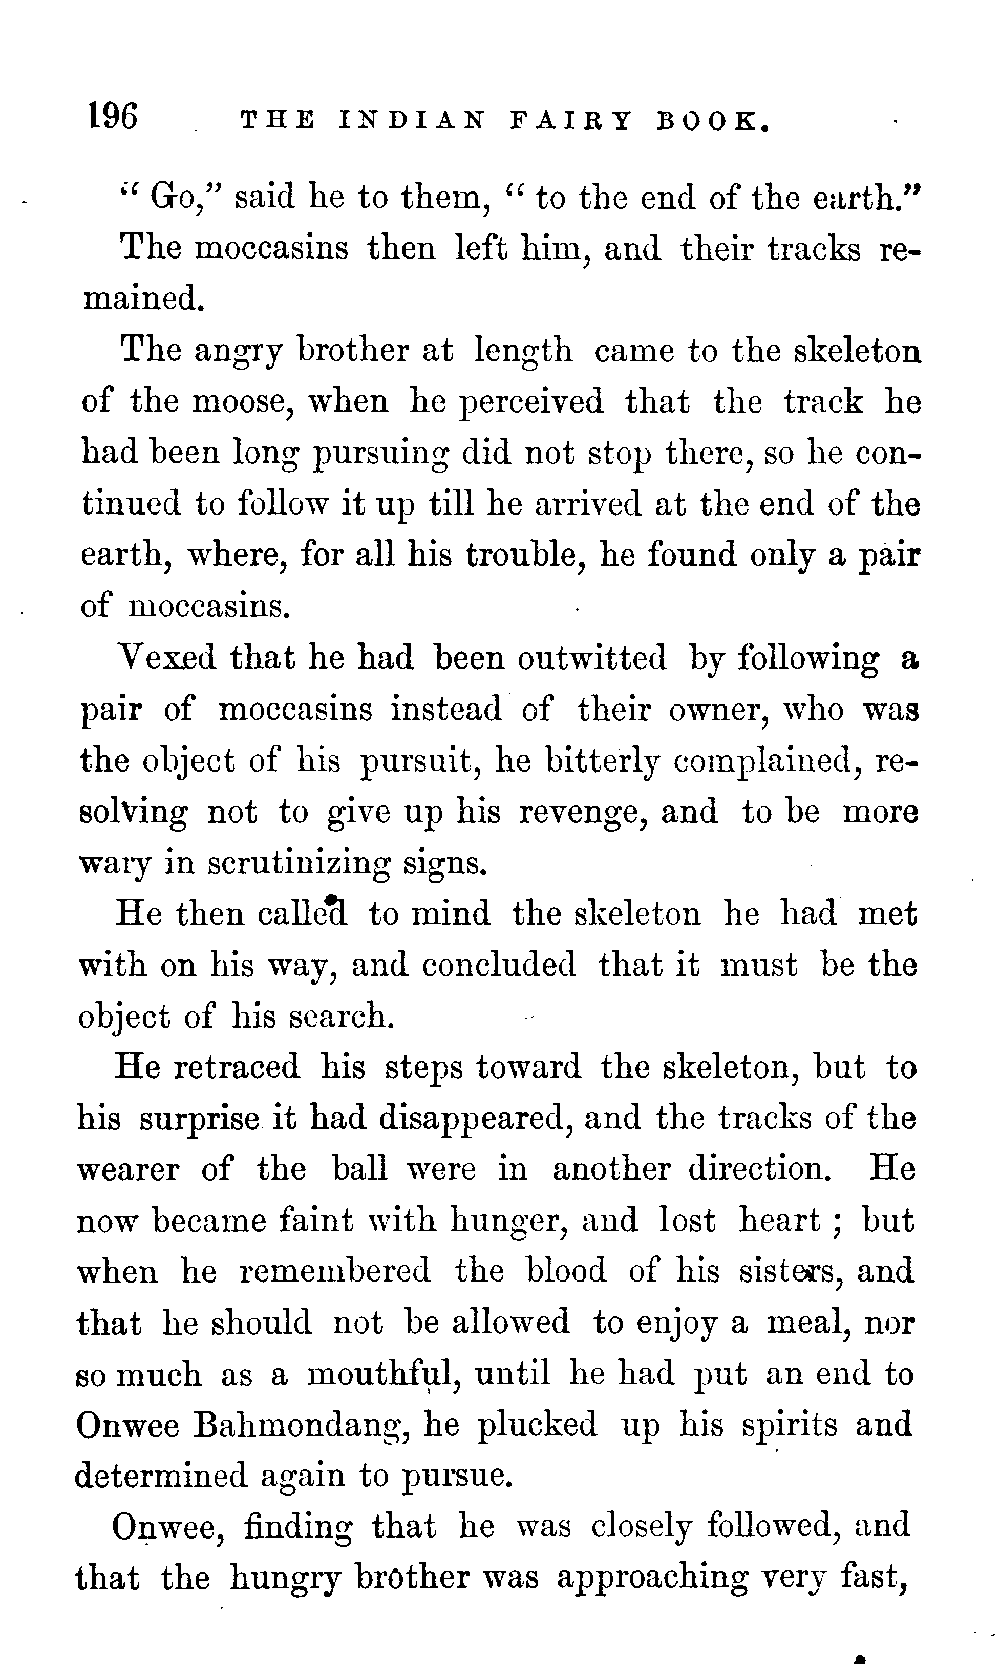 196 THE INDIAN FAIRY BOOK.
“ Go,” said he to them, “ to the end of the earth.”
The moccasins then left him, and their tracks re-
mained.
The angry brother at length came to the skeleton
of the moose, when he perceived that the track he
had been long pursuing did not stop there, so he con-
tinued to follow it up till he arrived at the end of the
earth, where, for all his trouble, he found only a pair
of moccasins.
Vexed that he had been outwitted by following a
pair of moccasins instead of their owner, who was
the object of his pursuit, he bitterly complained, re-
solving not to give up his revenge, and to be more
wary in scrutinizing signs.
He then called to mind the skeleton he had met
with on his way, and concluded that it must be the
object of his search.
He retraced his steps toward the skeleton, but to
his surprise it had disappeared, and the tracks of the
wearer of the ball were in another direction. He
now became faint with hunger, and lost heart ; but
when he remembered the blood of his sisters, and
that he should not be allowed to enjoy a meal, nor
so much as a mouthful, until he had put an end to
Onwee Bahmondang, he plucked up his spirits and
determined again to pursue.
Onwee, finding that he was closely followed, and
that the hungry brother was approaching very fast,